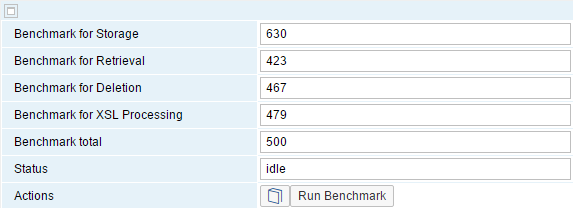 Benchmark for Storage 630
Benchmark for Retrieval 423
Benchmark for Deletion 467
Benchmark for XSL Processing 479
Benchmark total 500
Status idle
Actions Run Benchmark